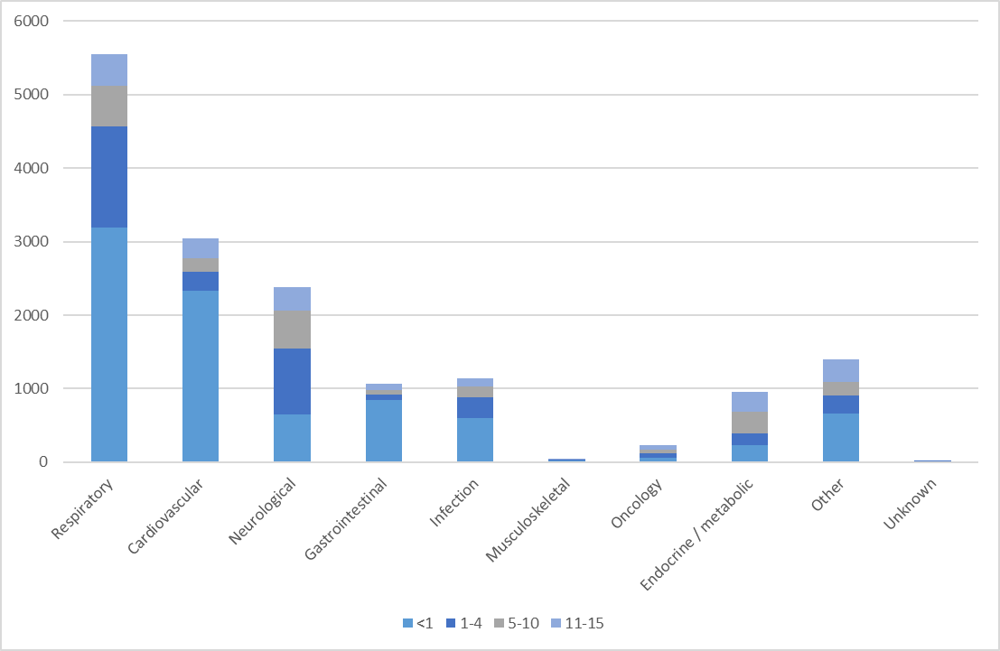 6000
5000
4000
3000
2000
1000
0
Respiratory
Cardiovascular
Neurological
Gastrointestinal
Infection
Musculoskeletal
Oncology
Endocrine / metabolic
Other
Unknown
<1 1-4 5-10 11-15